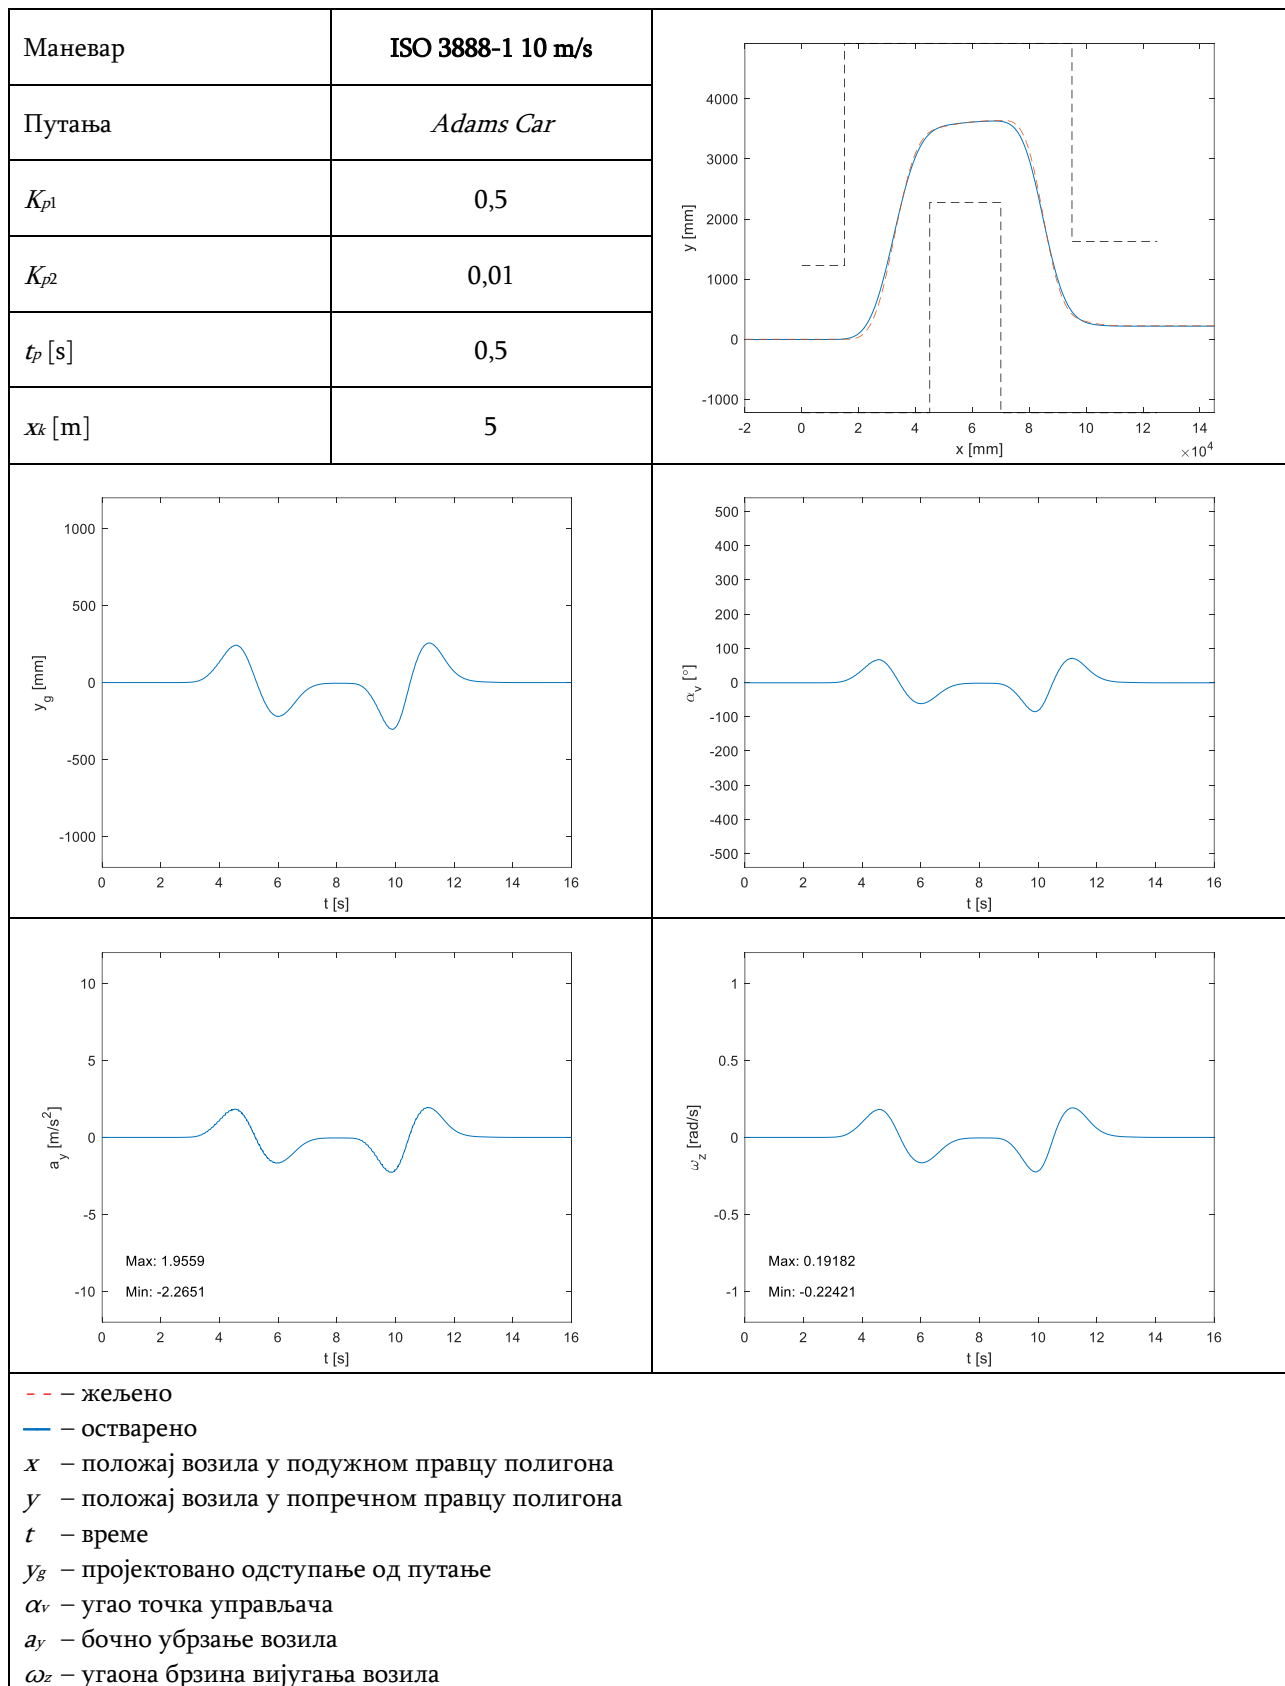 Маневар
ISO 3888-1 10 m/s
Путања
Adams Car
Kp1
0,5
Kp2
0,01
tp [s]
0,5
xk [m]
5
4000
3000
2000
1000
0
-1000
y [mm]
-2 0 2 4 6 8 10 12 14
x [mm]
×10^4
1000
500
0
-500
-1000
y_g [mm]
0 2 4 6 8 10 12 14 16
t [s]
500
400
300
200
100
0
-100
-200
-300
-400
-500
α_v [°]
0 2 4 6 8 10 12 14 16
t [s]
10
5
0
-5
-10
a_y [m/s^2]
Max: 1.9559
Min: -2.2651
0 2 4 6 8 10 12 14 16
t [s]
1
0.5
0
-0.5
-1
ω_z [rad/s]
Max: 0.19182
Min: -0.22421
0 2 4 6 8 10 12 14 16
t [s]
-- – жељено
— – остварено
x – положај возила у подужном правцу полигона
y – положај возила у попречном правцу полигона
t – време
yg – пројектовано одступање од путање
αv – угао точка управљача
ay – бочно убрзање возила
ωz – угаона брзина вијугања возила